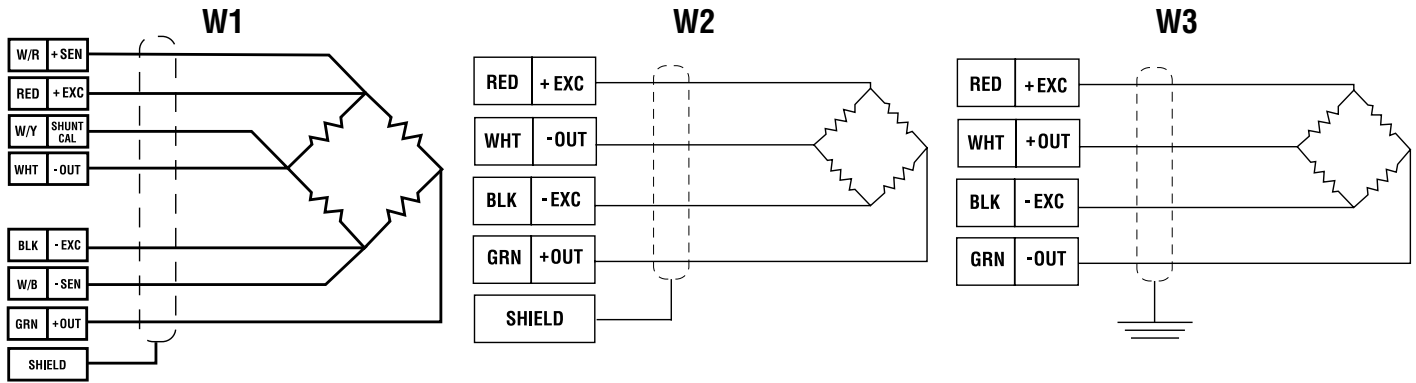 W1
W/R +SEN
RED +EXC
W/Y SHUNT CAL
WHT -OUT
BLK -EXC
W/B -SEN
GRN +OUT
SHIELD
W2
RED +EXC
WHT -OUT
BLK -EXC
GRN +OUT
SHIELD
W3
RED +EXC
WHT +OUT
BLK -EXC
GRN -OUT